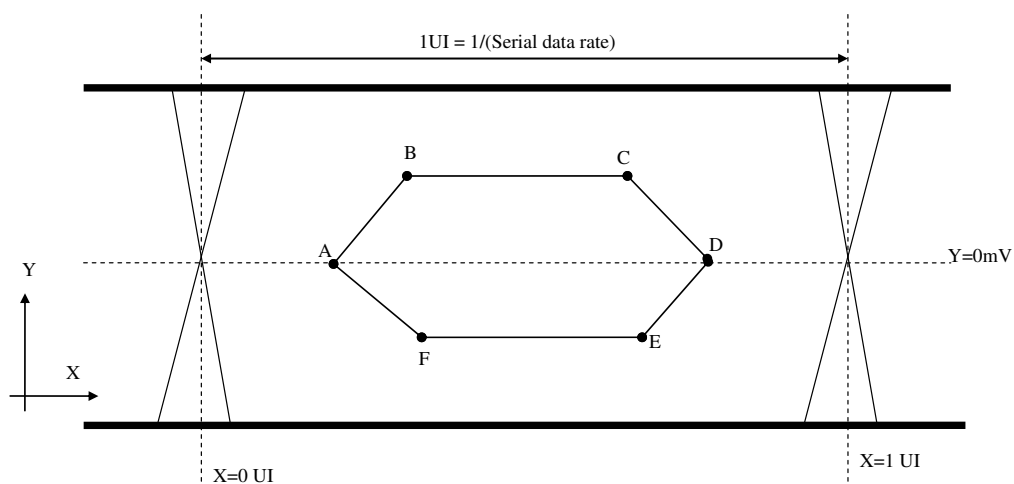 1UI = 1/(Serial data rate)
B
C
A
D
Y=0mV
Y
F
E
X
X=0 UI
X=1 UI